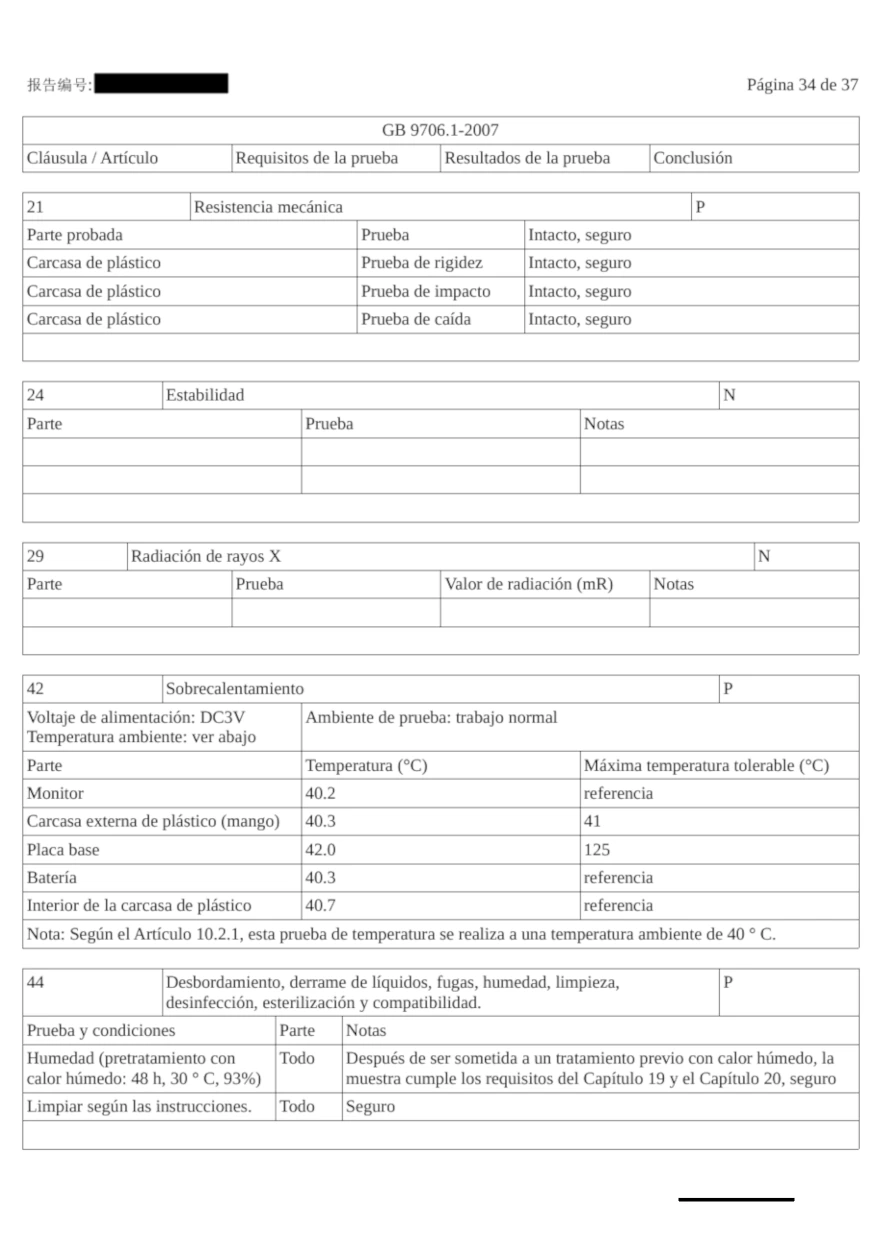 报告编号:
Página 34 de 37
GB 9706.1-2007
Cláusula / Artículo Requisitos de la prueba Resultados de la prueba Conclusión
21 Resistencia mecánica P
Parte probada Prueba Intacto, seguro
Carcasa de plástico Prueba de rigidez Intacto, seguro
Carcasa de plástico Prueba de impacto Intacto, seguro
Carcasa de plástico Prueba de caída Intacto, seguro
24 Estabilidad N
Parte Prueba Notas
29 Radiación de rayos X N
Parte Prueba Valor de radiación (mR) Notas
42 Sobrecalentamiento P
Voltaje de alimentación: DC3V Ambiente de prueba: trabajo normal
Temperatura ambiente: ver abajo
Parte Temperatura (°C) Máxima temperatura tolerable (°C)
Monitor 40.2 referencia
Carcasa externa de plástico (mango) 40.3 41
Placa base 42.0 125
Batería 40.3 referencia
Interior de la carcasa de plástico 40.7 referencia
Nota: Según el Artículo 10.2.1, esta prueba de temperatura se realiza a una temperatura ambiente de 40 ° C.
44 Desbordamiento, derrame de líquidos, fugas, humedad, limpieza, P
desinfección, esterilización y compatibilidad.
Prueba y condiciones Parte Notas
Humedad (pretratamiento con Todo Después de ser sometida a un tratamiento previo con calor húmedo, la
calor húmedo: 48 h, 30 ° C, 93%) muestra cumple los requisitos del Capítulo 19 y el Capítulo 20, seguro
Limpiar según las instrucciones. Todo Seguro